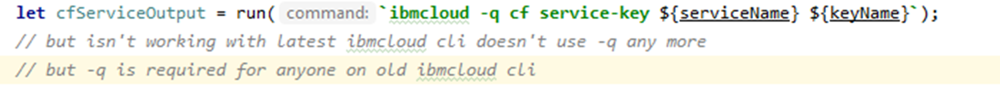 let cfServiceOutput = run( command: `ibmcloud -q cf service-key ${serviceName} ${keyName}`);
// but isn't working with latest ibmcloud cli doesn't use -q any more
// but -q is required for anyone on old ibmcloud cli